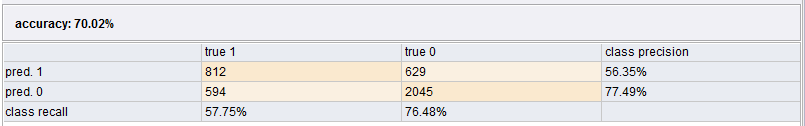 accuracy: 70.02%
true 1 true 0 class precision
pred. 1 812 629 56.35%
pred. 0 594 2045 77.49%
class recall 57.75% 76.48%